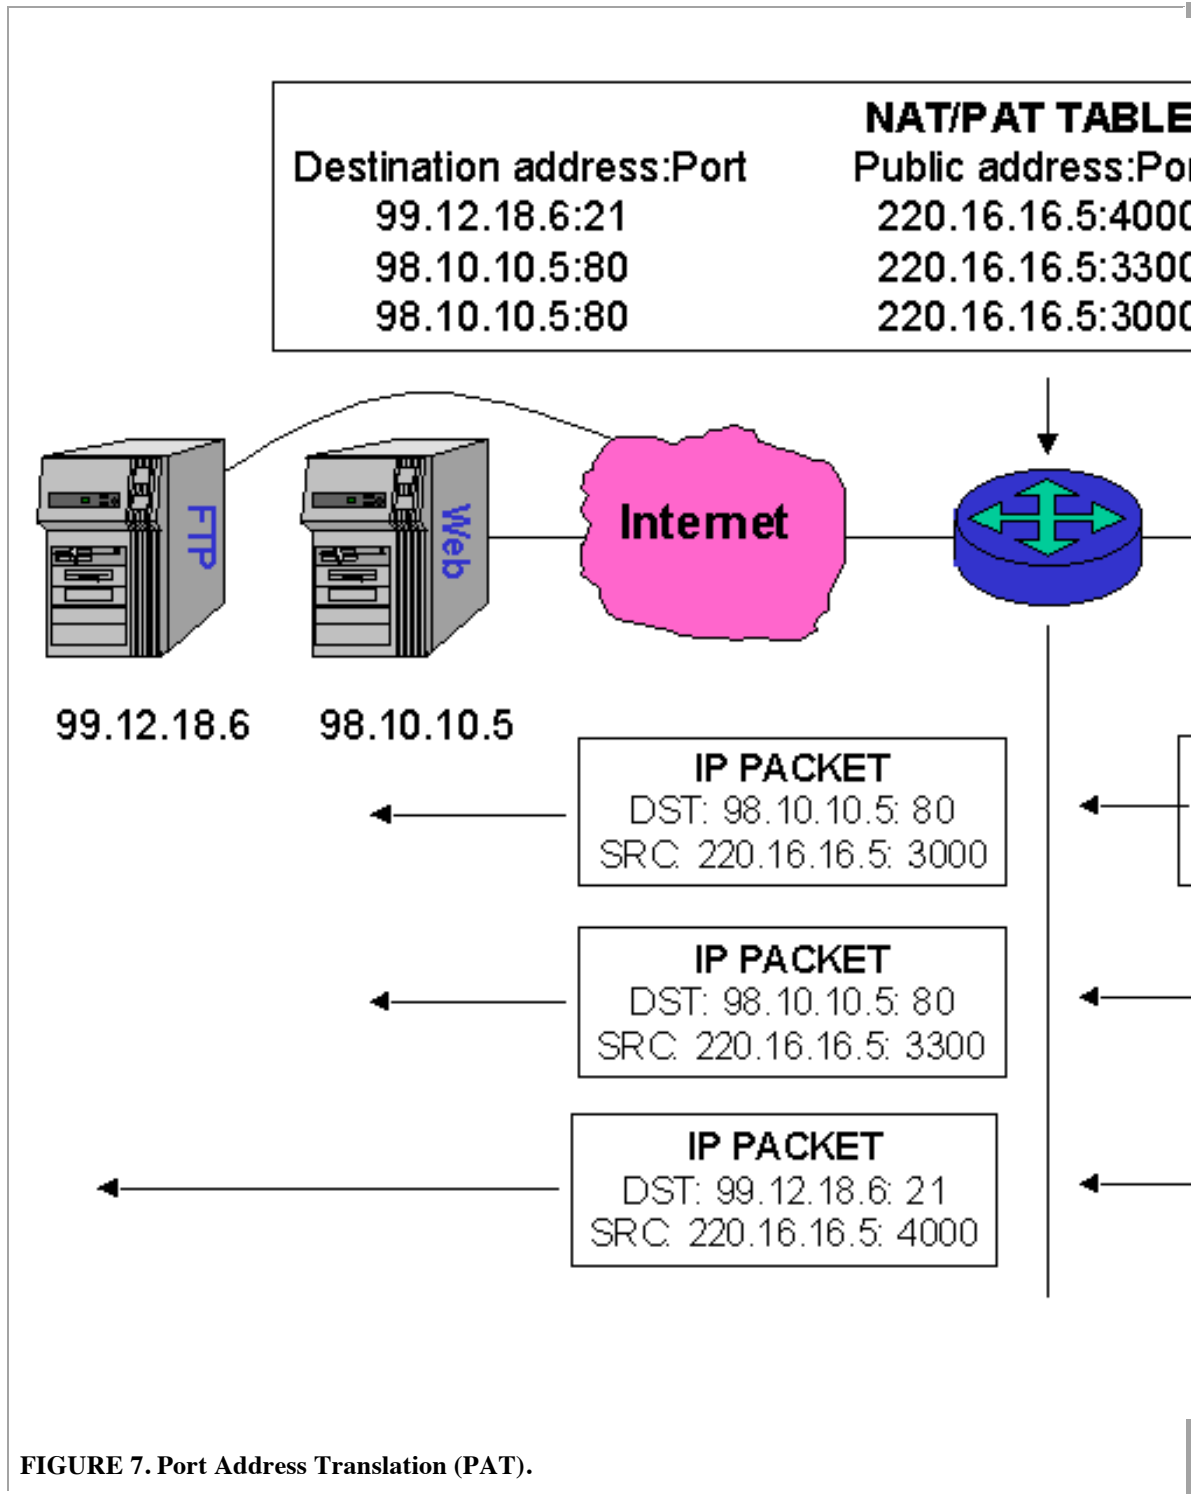 NAT/PAT TABLE
Destination address:Port Public address:Por
99.12.18.6:21 220.16.16.5:4000
98.10.10.5:80 220.16.16.5:3300
98.10.10.5:80 220.16.16.5:3000
FTP
Web
Internet
99.12.18.6 98.10.10.5
IP PACKET
DST: 98.10.10.5: 80
SRC: 220.16.16.5: 3000
IP PACKET
DST: 98.10.10.5: 80
SRC: 220.16.16.5: 3300
IP PACKET
DST: 99.12.18.6: 21
SRC: 220.16.16.5: 4000
FIGURE 7. Port Address Translation (PAT).